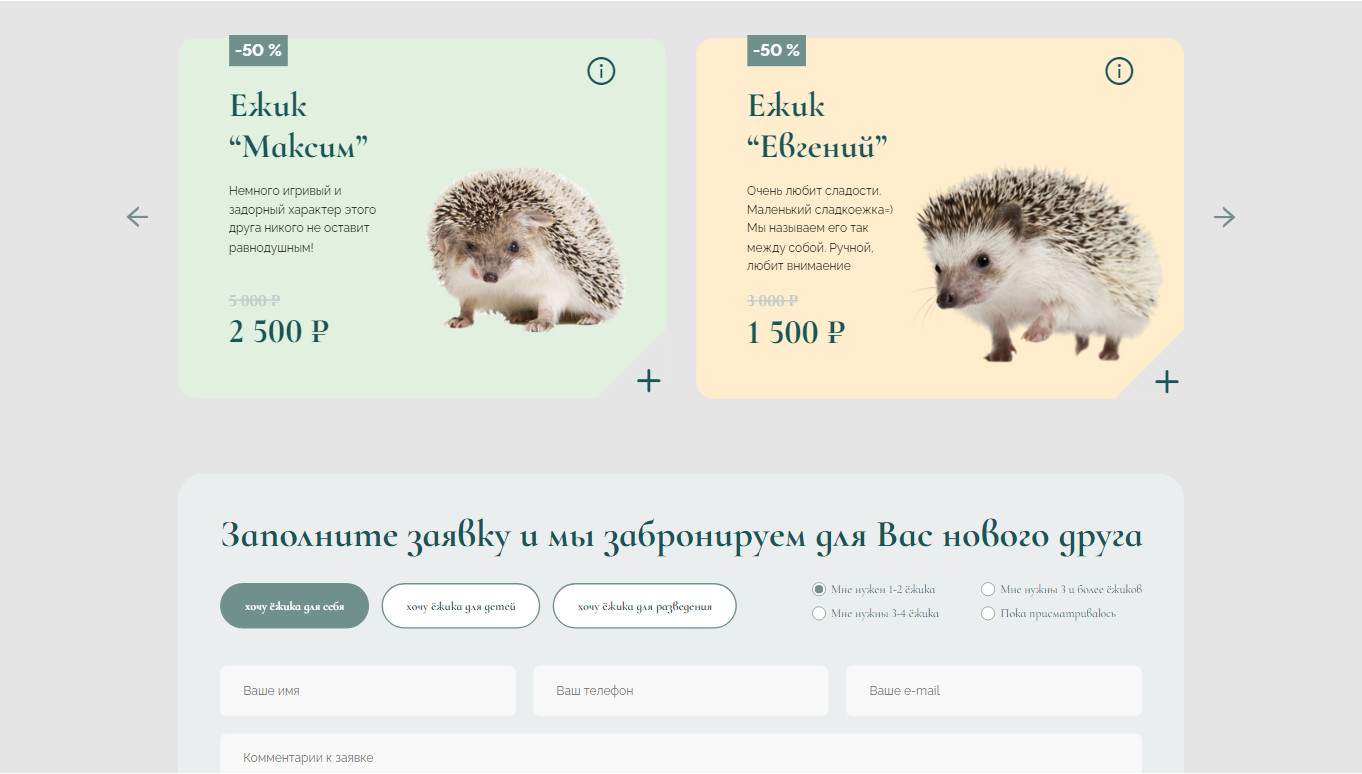 -50 %
Ежик
“Максим”
Немного игривый и
задорный характер этого
друга никого не оставит
равнодушным!
5 000 ₽
2 500 ₽
-50 %
Ежик
“Евгений”
Очень любит сладости.
Маленький сладкоежка=)
Мы называем его так
между собой. Ручной,
любит внимаение
3 000 ₽
1 500 ₽
Заполните заявку и мы забронируем для Вас нового друга
хочу ёжика для себя
хочу ёжика для детей
хочу ёжика для разведения
Мне нужен 1-2 ёжика
Мне нужны 3 и более ёжиков
Мне нужны 3-4 ёжика
Пока присматриваюсь
Ваше имя
Ваш телефон
Ваше e-mail
Комментарии к заявке